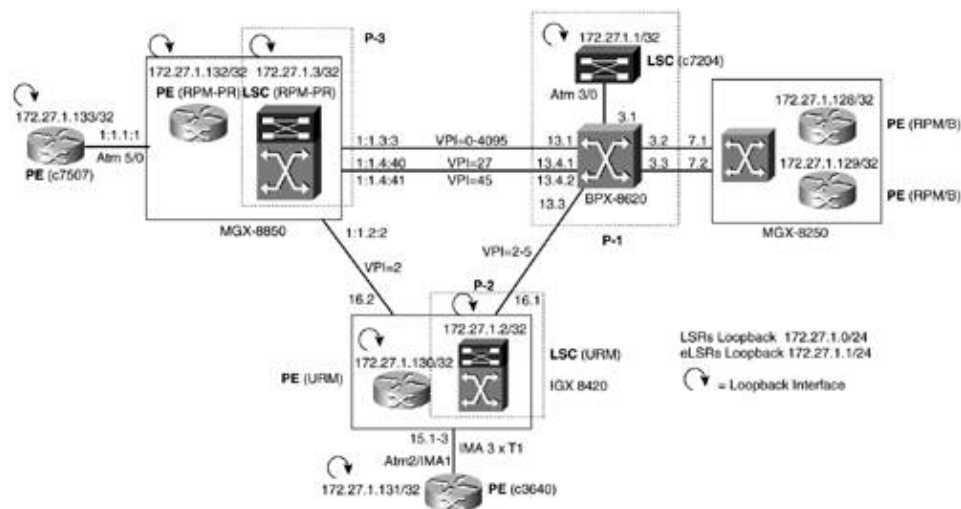 P-3
172.27.1.132/32
172.27.1.3/32
PE (RPM-PR)
LSC (RPM-PR)
172.27.1.133/32
1:1.1:1
Atm 5/0
PE (c7507)
MGX-8850
1:1.3:3
VPI=0-4095
13.1
1:1.4:40
VPI=27
13.4.1
1:1.4:41
VPI=45
13.4.2
172.27.1.1/32
LSC (c7204)
Atm 3/0
3.1
3.2
7.1
3.3
7.2
BPX-8620
13.3
P-1
172.27.1.128/32
PE (RPM/B)
172.27.1.129/32
PE (RPM/B)
MGX-8250
1:1.2:2
VPI=2
16.2
VPI=2-5
P-2
16.1
172.27.1.2/32
172.27.1.130/32
PE (URM)
LSC (URM)
IGX 8420
LSRs Loopback 172.27.1.0/24
eLSRs Loopback 172.27.1.1/24
= Loopback Interface
15.1-3
IMA 3 x T1
Atm2/IMA1
172.27.1.131/32
PE (c3640)